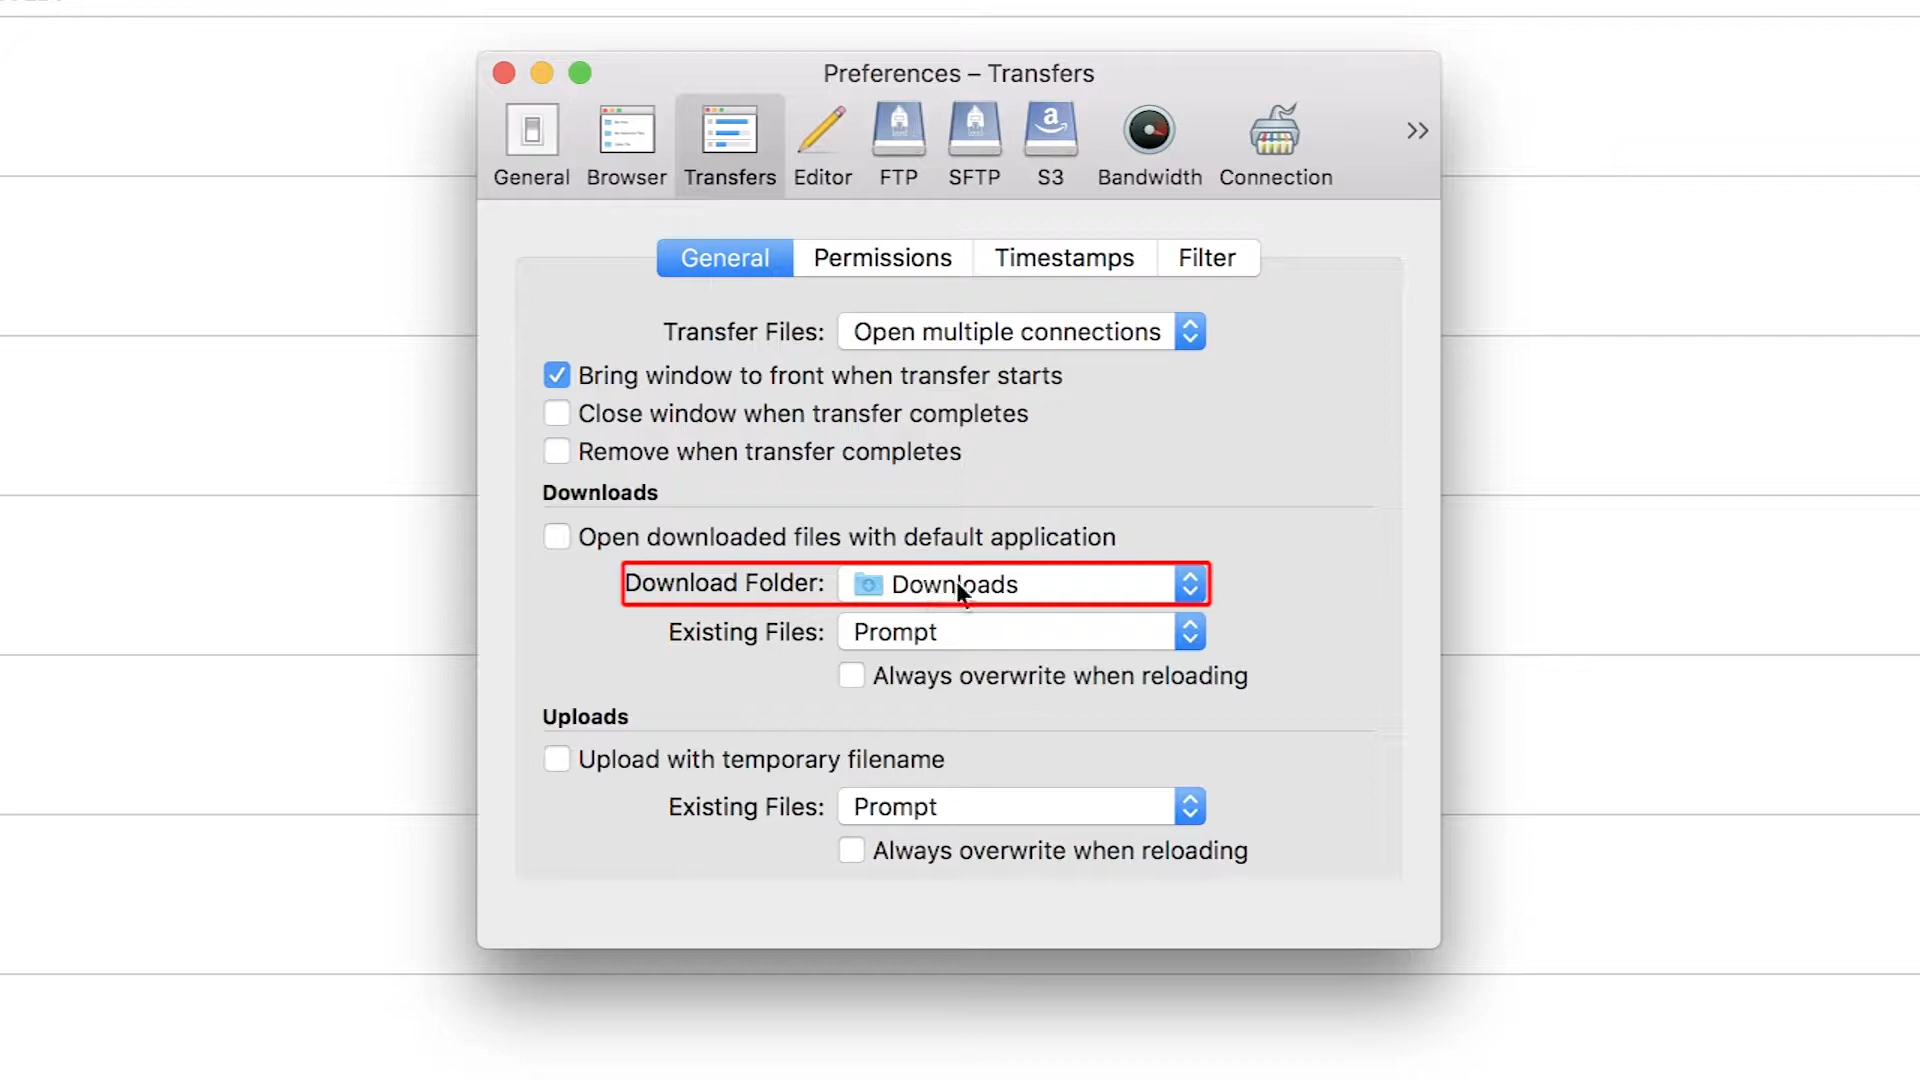 Preferences – Transfers
General Browser Transfers Editor FTP SFTP S3 Bandwidth Connection
General Permissions Timestamps Filter
Transfer Files: Open multiple connections
Bring window to front when transfer starts
Close window when transfer completes
Remove when transfer completes
Downloads
Open downloaded files with default application
Download Folder: Downloads
Existing Files: Prompt
Always overwrite when reloading
Uploads
Upload with temporary filename
Existing Files: Prompt
Always overwrite when reloading